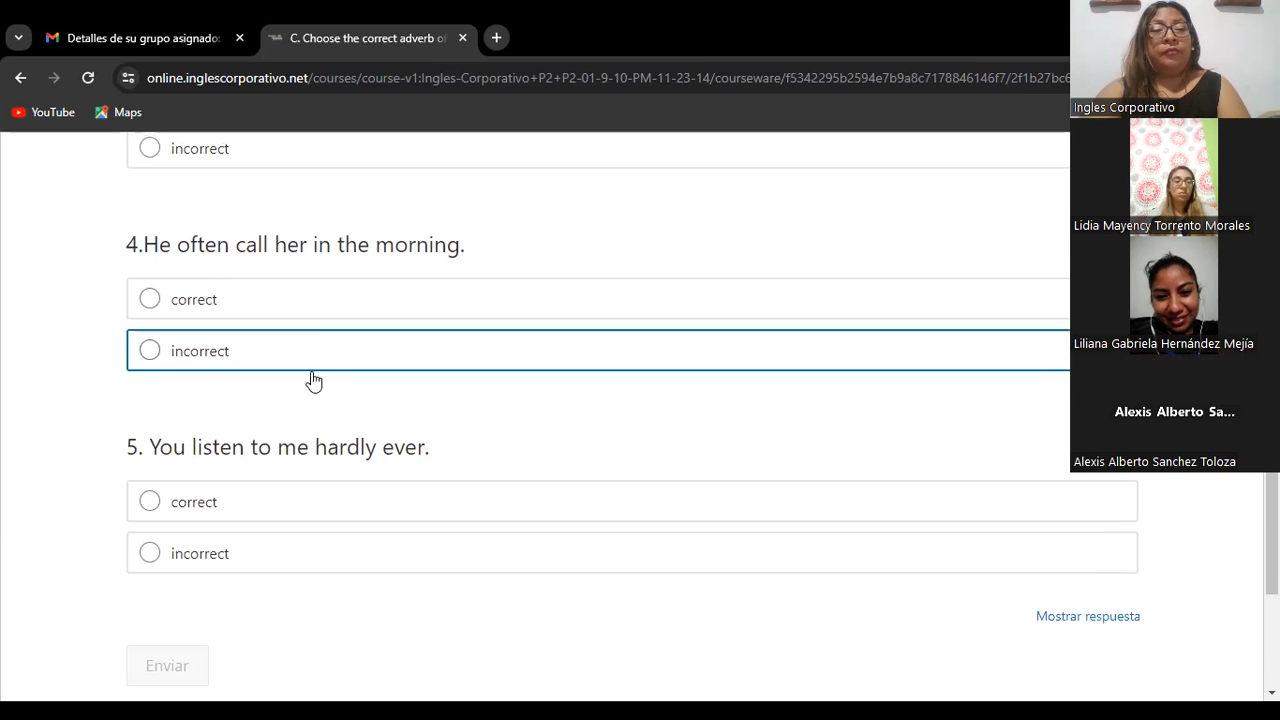 Detalles de su grupo asignado:
C. Choose the correct adverb o
online.inglescorporativo.net/courses/course-v1:Ingles-Corporativo+P2+P2-01-9-10-PM-11-23-14/courseware/f5342295b2594e7b9a8c7178846146f7/2f1b27bc6
YouTube
Maps
incorrect
4.He often call her in the morning.
correct
incorrect
5. You listen to me hardly ever.
correct
incorrect
Mostrar respuesta
Enviar
Ingles Corporativo
Lidia Mayency Torrento Morales
Liliana Gabriela Hernández Mejía
Alexis Alberto Sa...
Alexis Alberto Sanchez Toloza